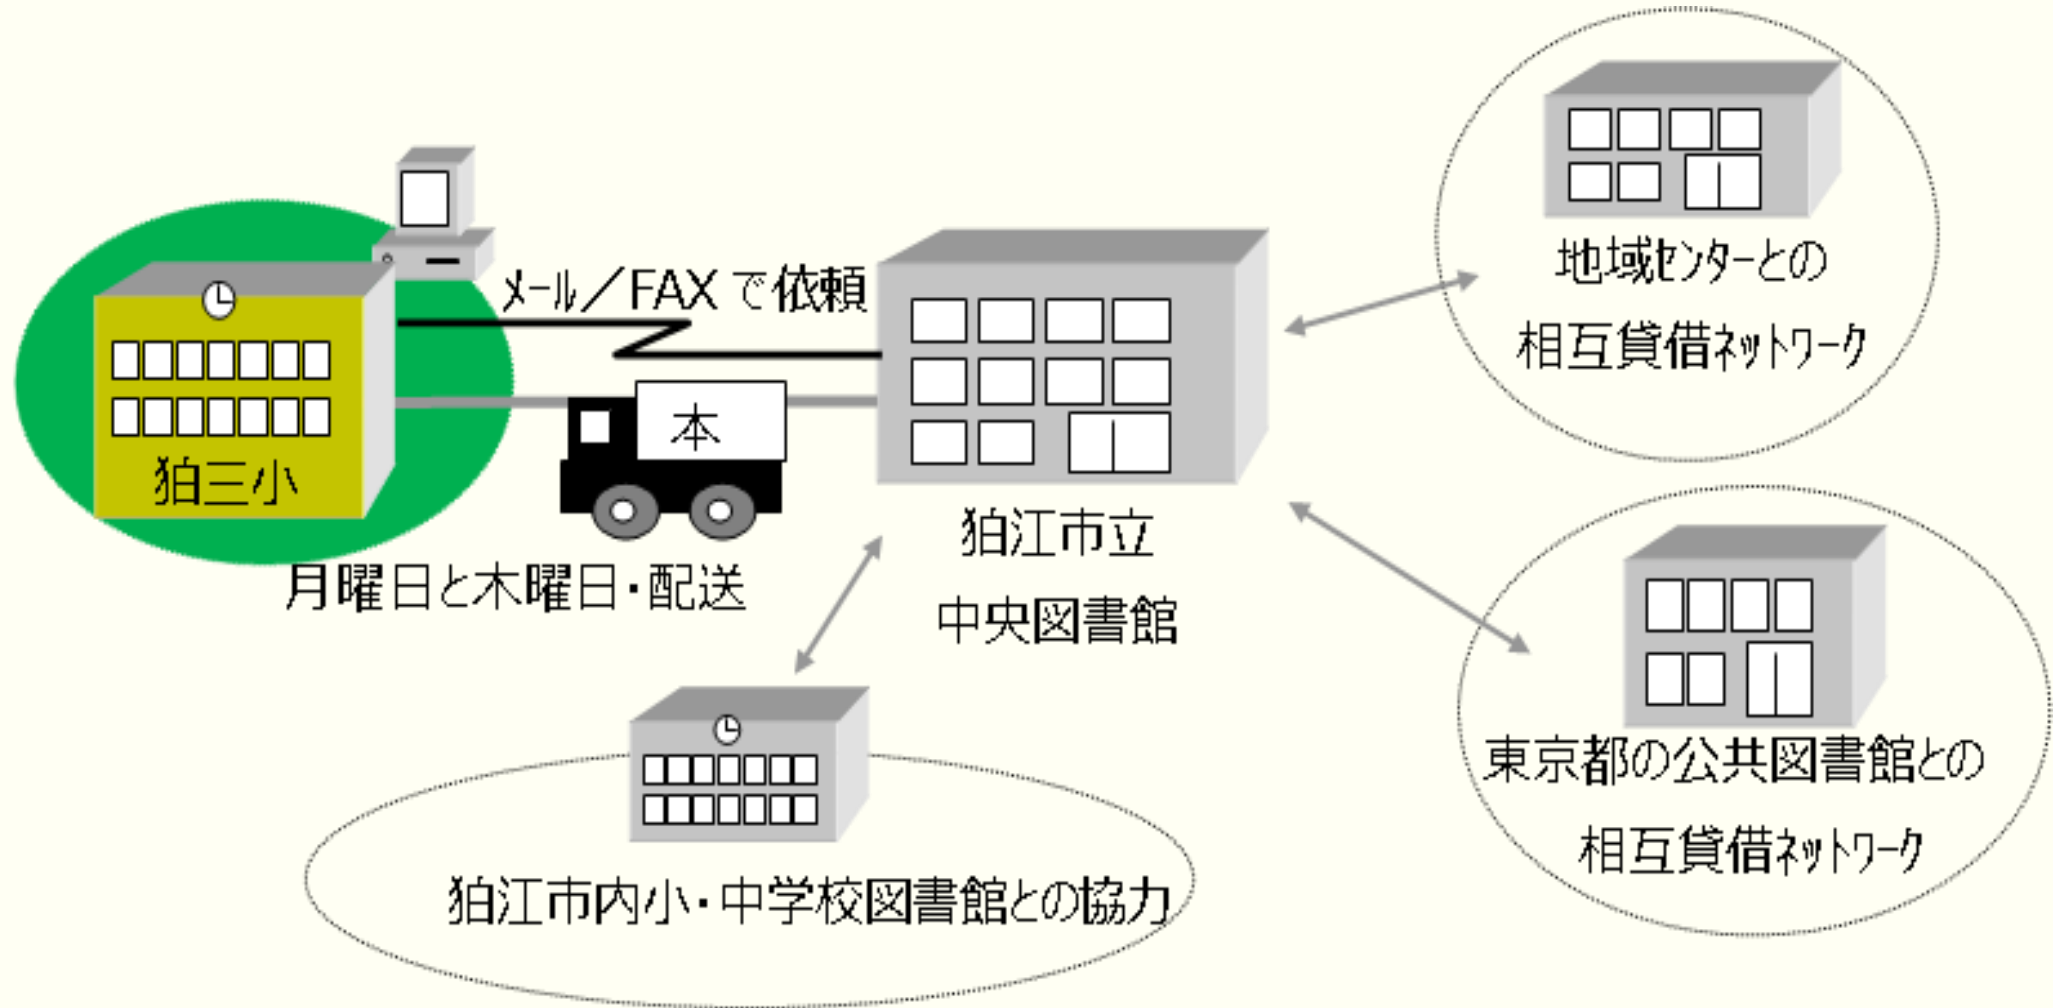 地域センターとの
相互貸借ネットワーク
メール／FAX で依頼
本
狛三小
月曜日と木曜日・配送
狛江市立
中央図書館
東京都の公共図書館との
相互貸借ネットワーク
狛江市内小・中学校図書館との協力